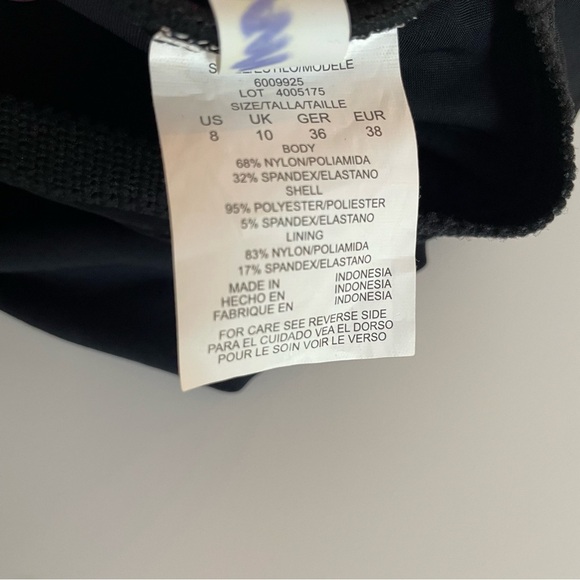 6009925
LOT 4005175
SIZE/TALLA/TAILLE
US UK GER EUR
8 10 36 38
BODY
68% NYLON/POLIAMIDA
32% SPANDEX/ELASTANO
SHELL
95% POLYESTER/POLIESTER
5% SPANDEX/ELASTANO
LINING
83% NYLON/POLIAMIDA
17% SPANDEX/ELASTANO
MADE IN INDONESIA
HECHO EN INDONESIA
FABRIQUE EN INDONESIA
FOR CARE SEE REVERSE SIDE
PARA EL CUIDADO VEA EL DORSO
POUR LE SOIN VOIR LE VERSO